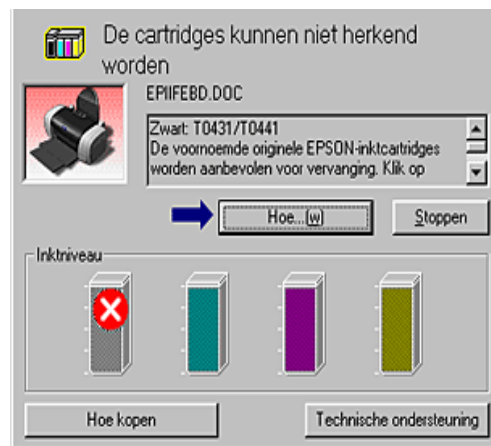 De cartridges kunnen niet herkend
worden
EPIIFEBD.DOC
Zwart: T0431/T0441
De voornoemde originele EPSON-inktcartridges
worden aanbevolen voor vervanging. Klik op
Hoe...(w)
Stoppen
Inktniveau
Hoe kopen
Technische ondersteuning